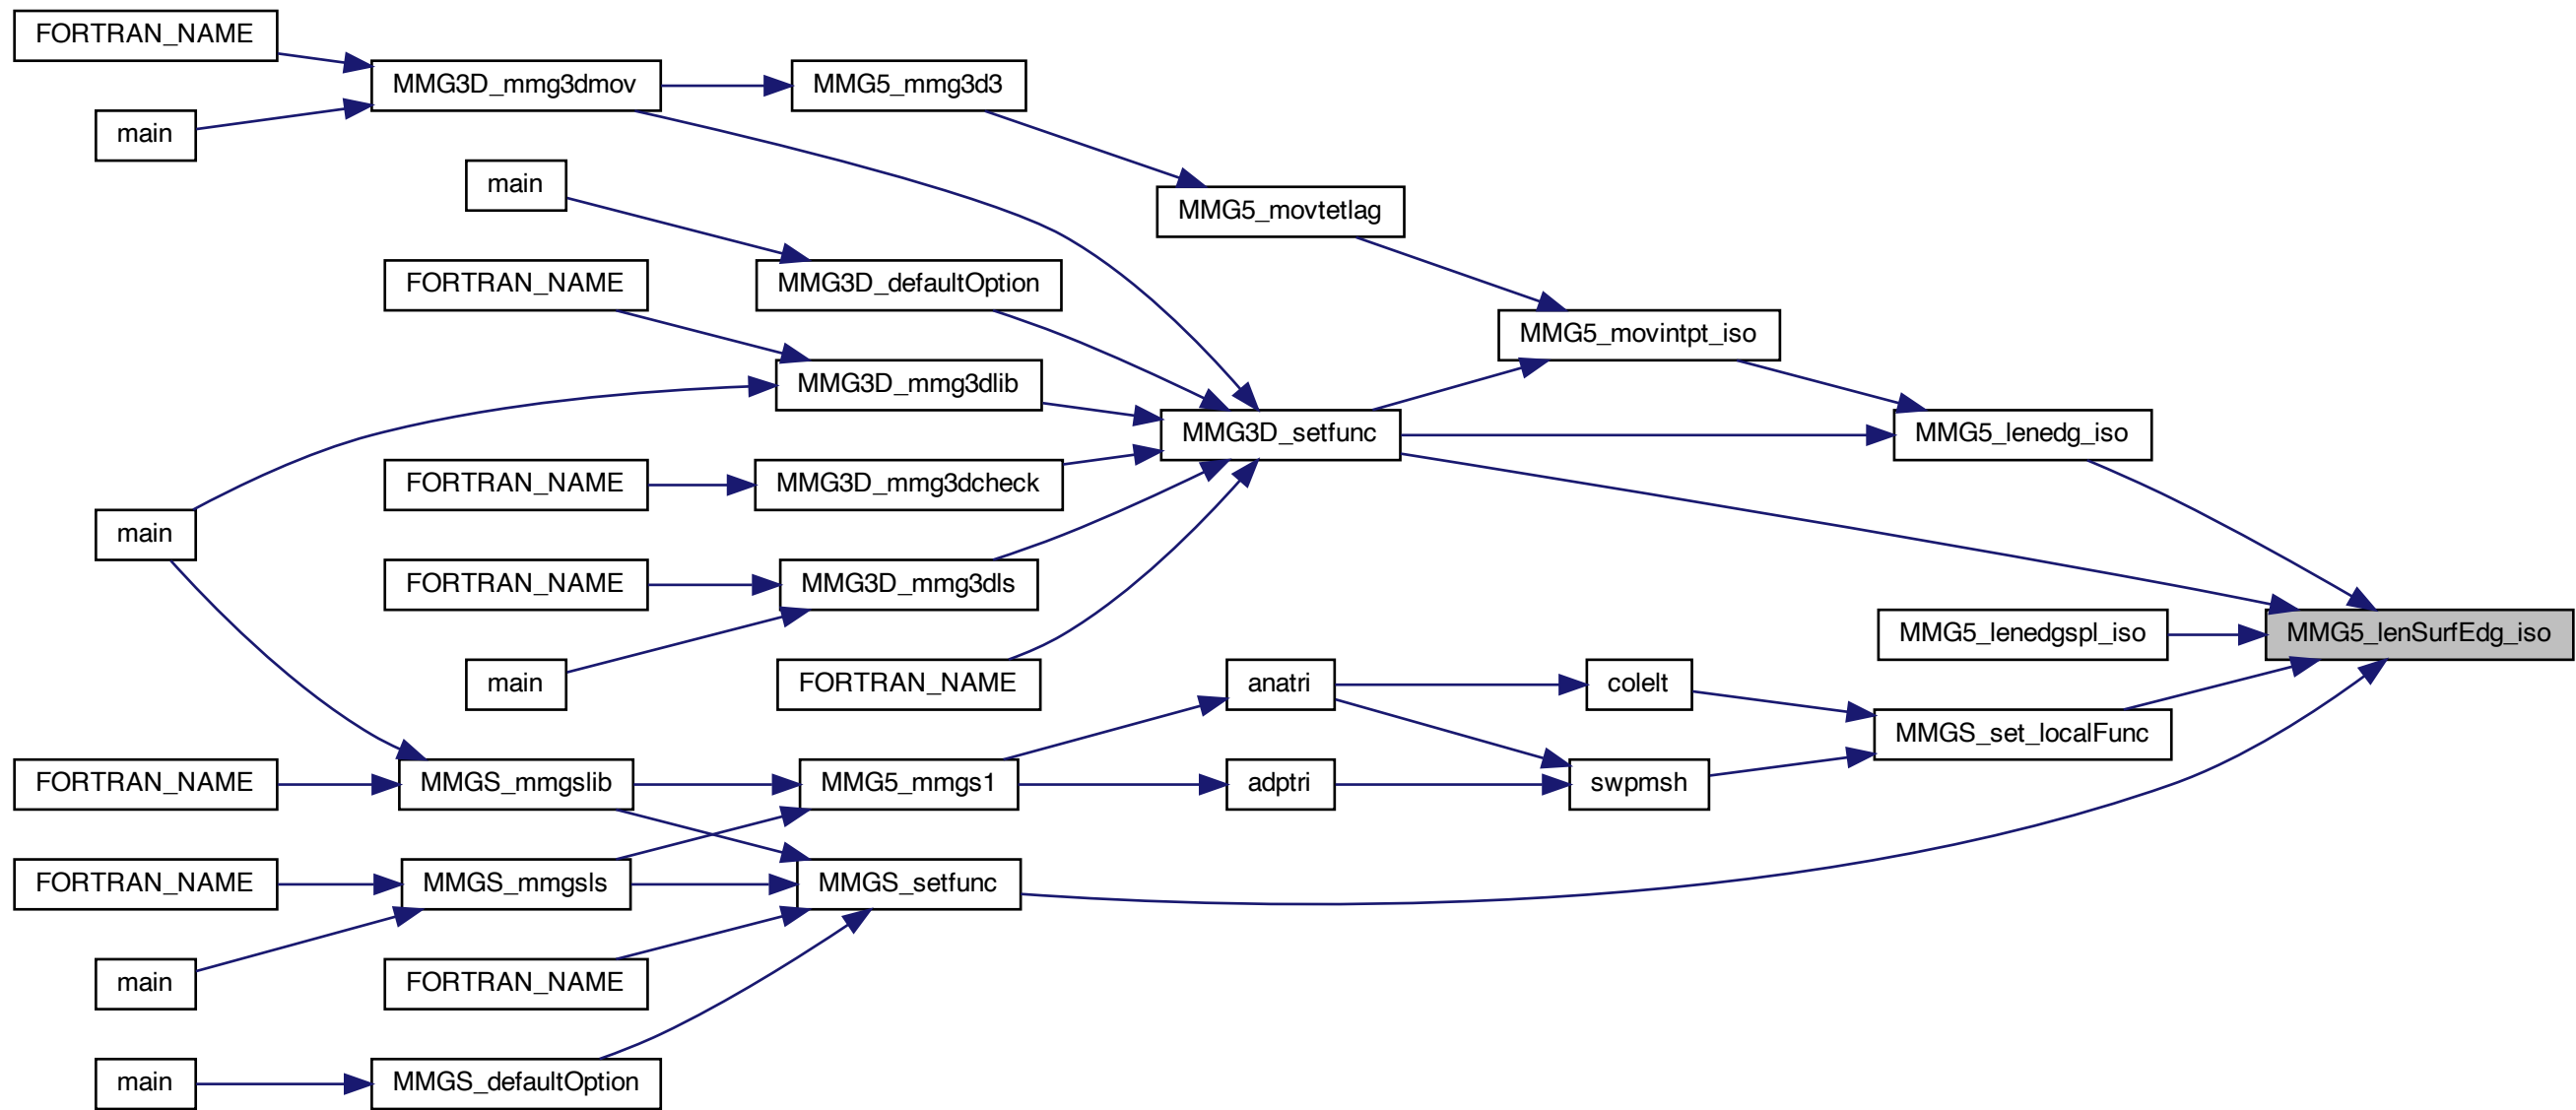 FORTRAN_NAME
MMG3D_mmg3dmov
MMG5_mmg3d3
main
main
MMG5_movtetlag
FORTRAN_NAME
MMG3D_defaultOption
MMG5_movintpt_iso
MMG3D_mmg3dlib
MMG3D_setfunc
MMG5_lenedg_iso
FORTRAN_NAME
MMG3D_mmg3dcheck
main
FORTRAN_NAME
MMG3D_mmg3dls
MMG5_lenedgspl_iso
MMG5_lenSurfEdg_iso
main
FORTRAN_NAME
anatri
colelt
MMGS_set_localFunc
FORTRAN_NAME
MMGS_mmgslib
MMG5_mmgs1
adptri
swpmsh
FORTRAN_NAME
MMGS_mmgsls
MMGS_setfunc
main
FORTRAN_NAME
main
MMGS_defaultOption